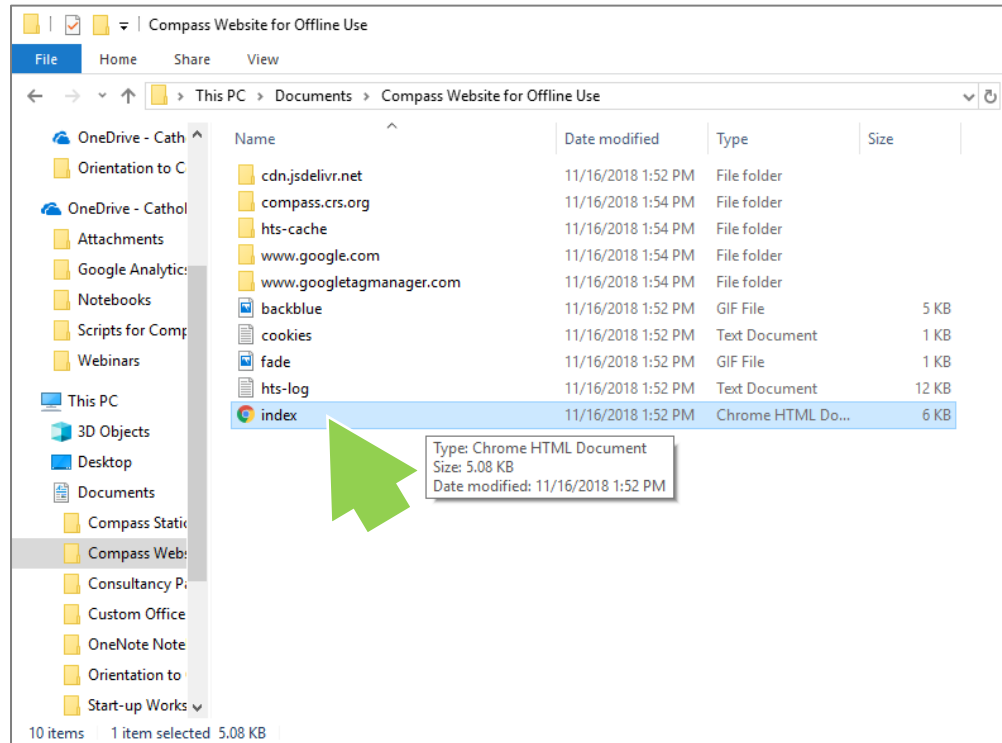 Compass Website for Offline Use
File Home Share View
This PC > Documents > Compass Website for Offline Use
OneDrive - Cath
Orientation to C
OneDrive - Cathol
Attachments
Google Analytics
Notebooks
Scripts for Comp
Webinars
This PC
3D Objects
Desktop
Documents
Compass Static
Compass Webs
Consultancy Pa
Custom Office
OneNote Note
Orientation to
Start-up Works
Name Date modified Type Size
cdn.jsdelivr.net 11/16/2018 1:52 PM File folder
compass.crs.org 11/16/2018 1:54 PM File folder
hts-cache 11/16/2018 1:54 PM File folder
www.google.com 11/16/2018 1:54 PM File folder
www.googletagmanager.com 11/16/2018 1:54 PM File folder
backblue 11/16/2018 1:52 PM GIF File 5 KB
cookies 11/16/2018 1:52 PM Text Document 1 KB
fade 11/16/2018 1:52 PM GIF File 1 KB
hts-log 11/16/2018 1:52 PM Text Document 12 KB
index 11/16/2018 1:52 PM Chrome HTML Do... 6 KB
Type: Chrome HTML Document
Size: 5.08 KB
Date modified: 11/16/2018 1:52 PM
10 items 1 item selected 5.08 KB